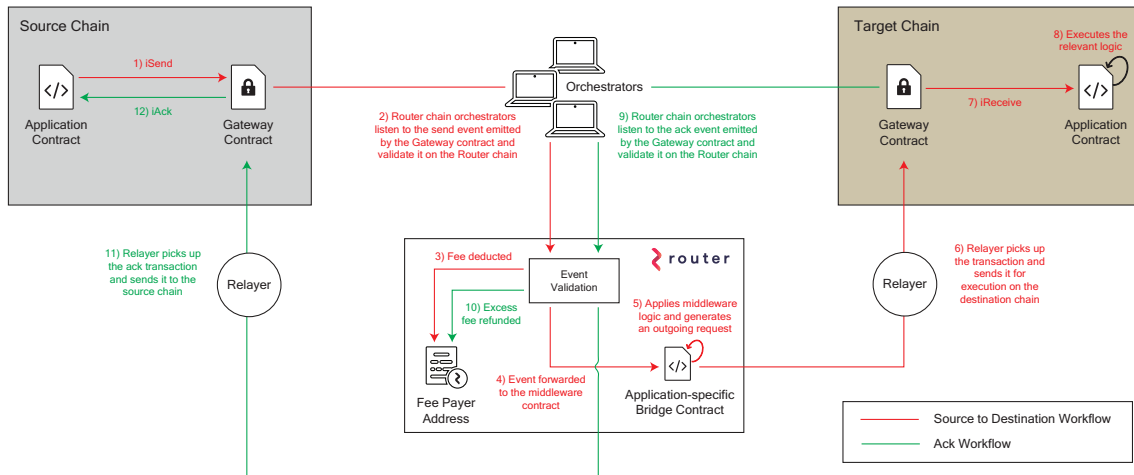 Source Chain
1) iSend
12) iAck
Application
Contract
Gateway
Contract
Orchestrators
2) Router chain orchestrators
listen to the send event emitted
by the Gateway contract and
validate it on the Router chain
9) Router chain orchestrators
listen to the ack event emitted
by the Gateway contract and
validate it on the Router chain
Target Chain
8) Executes the
relevant logic
7) iReceive
Gateway
Contract
Application
Contract
11) Relayer picks up
the ack transaction
and sends it to the
source chain
Relayer
router
3) Fee deducted
Event
Validation
10) Excess
fee refunded
5) Applies middleware
logic and generates
an outgoing request
4) Event forwarded
to the middleware
contract
Fee Payer
Address
Application-specific
Bridge Contract
Relayer
6) Relayer picks up
the transaction and
sends it for
execution on the
destination chain
Source to Destination Workflow
Ack Workflow